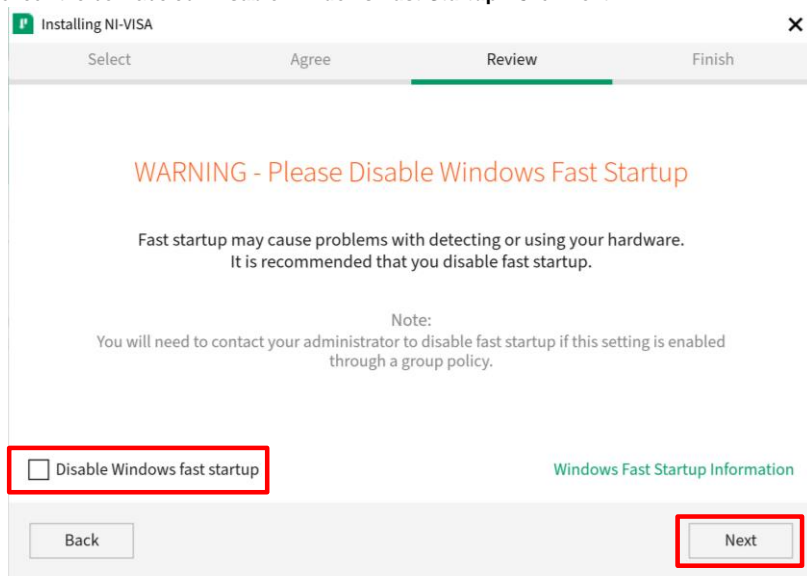 Installing NI-VISA
Select Agree Review Finish
WARNING - Please Disable Windows Fast Startup
Fast startup may cause problems with detecting or using your hardware.
It is recommended that you disable fast startup.
Note:
You will need to contact your administrator to disable fast startup if this setting is enabled
through a group policy.
Disable Windows fast startup
Windows Fast Startup Information
Back
Next